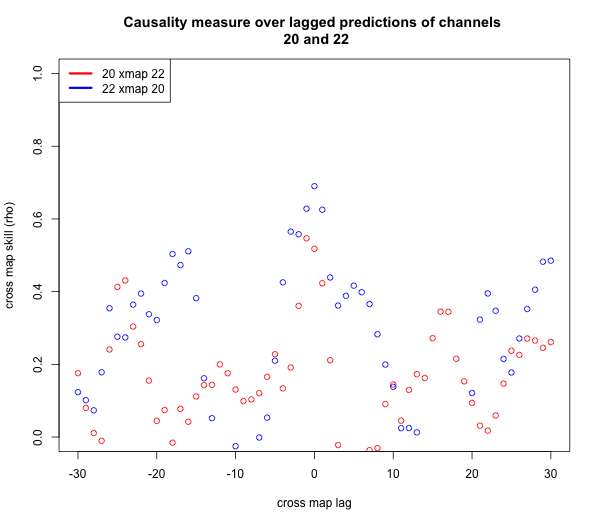 Causality measure over lagged predictions of channels
20 and 22
20 xmap 22
22 xmap 20
cross map skill (rho)
1.0
0.8
0.6
0.4
0.2
0.0
-30
-20
-10
0
10
20
30
cross map lag